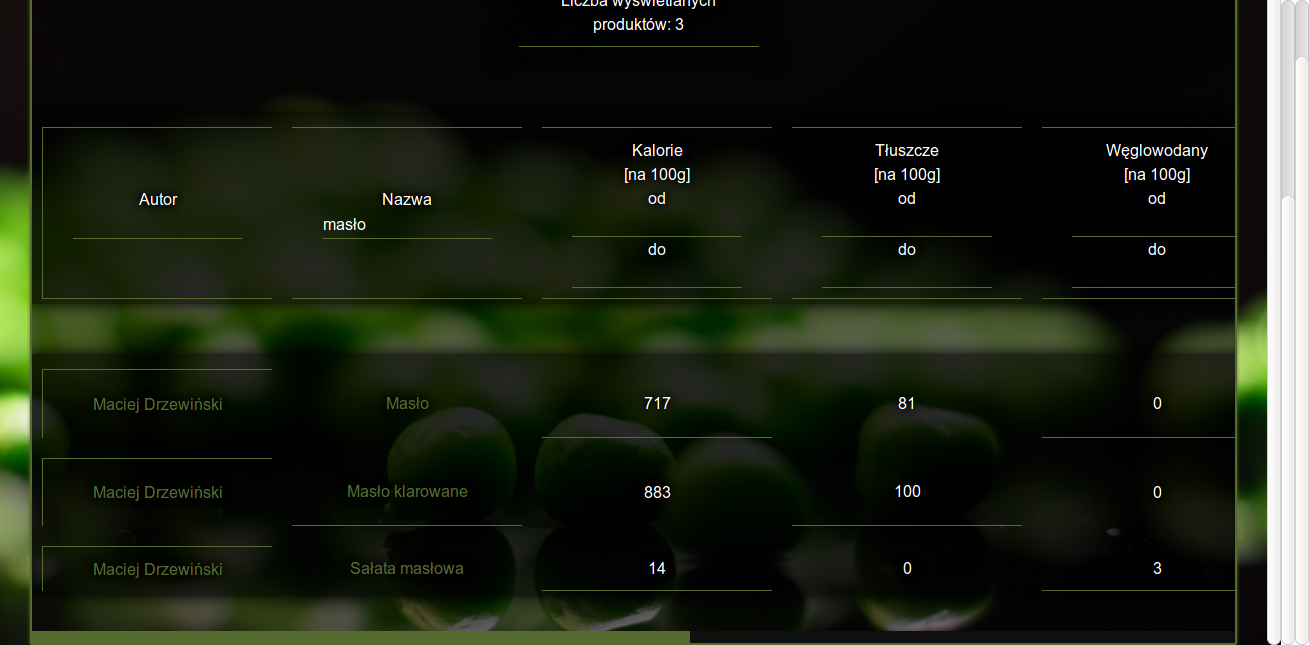 Liczba wyświetlanych
produktów: 3
Autor
Nazwa
masło
Kalorie
[na 100g]
od
do
Tłuszcze
[na 100g]
od
do
Węglowodany
[na 100g]
od
do
Maciej Drzewiński Masło 717 81 0
Maciej Drzewiński Masło klarowane 883 100 0
Maciej Drzewiński Sałata masłowa 14 0 3